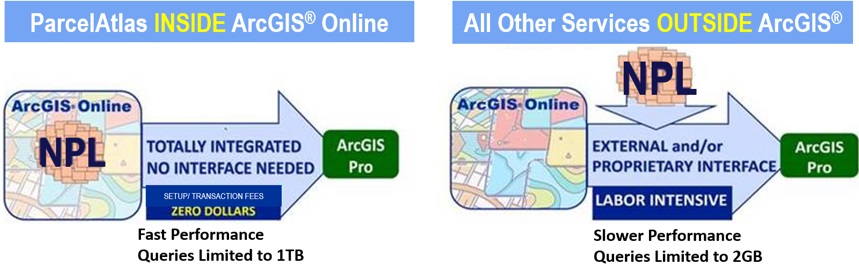 ParcelAtlas INSIDE ArcGIS® Online
ArcGIS Online
NPL
TOTALLY INTEGRATED
NO INTERFACE NEEDED
SETUP/ TRANSACTION FEES
ZERO DOLLARS
ArcGIS
Pro
Fast Performance
Queries Limited to 1TB
All Other Services OUTSIDE ArcGIS®
NPL
ArcGIS Online
EXTERNAL and/or
PROPRIETARY INTERFACE
LABOR INTENSIVE
ArcGIS
Pro
Slower Performance
Queries Limited to 2GB